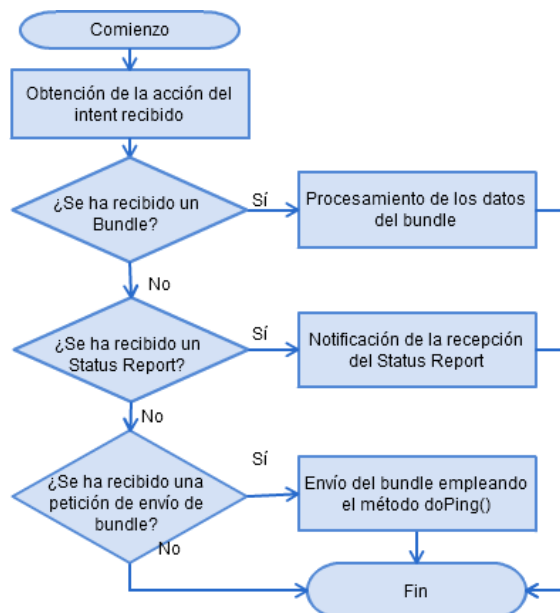 Comienzo
Obtención de la acción del
intent recibido
¿Se ha recibido un
Bundle?
Sí
Procesamiento de los datos
del bundle
No
¿Se ha recibido un
Status Report?
Sí
Notificación de la recepción
del Status Report
No
¿Se ha recibido una
petición de envío de
bundle?
Sí
Envío del bundle empleando
el método doPing()
No
Fin